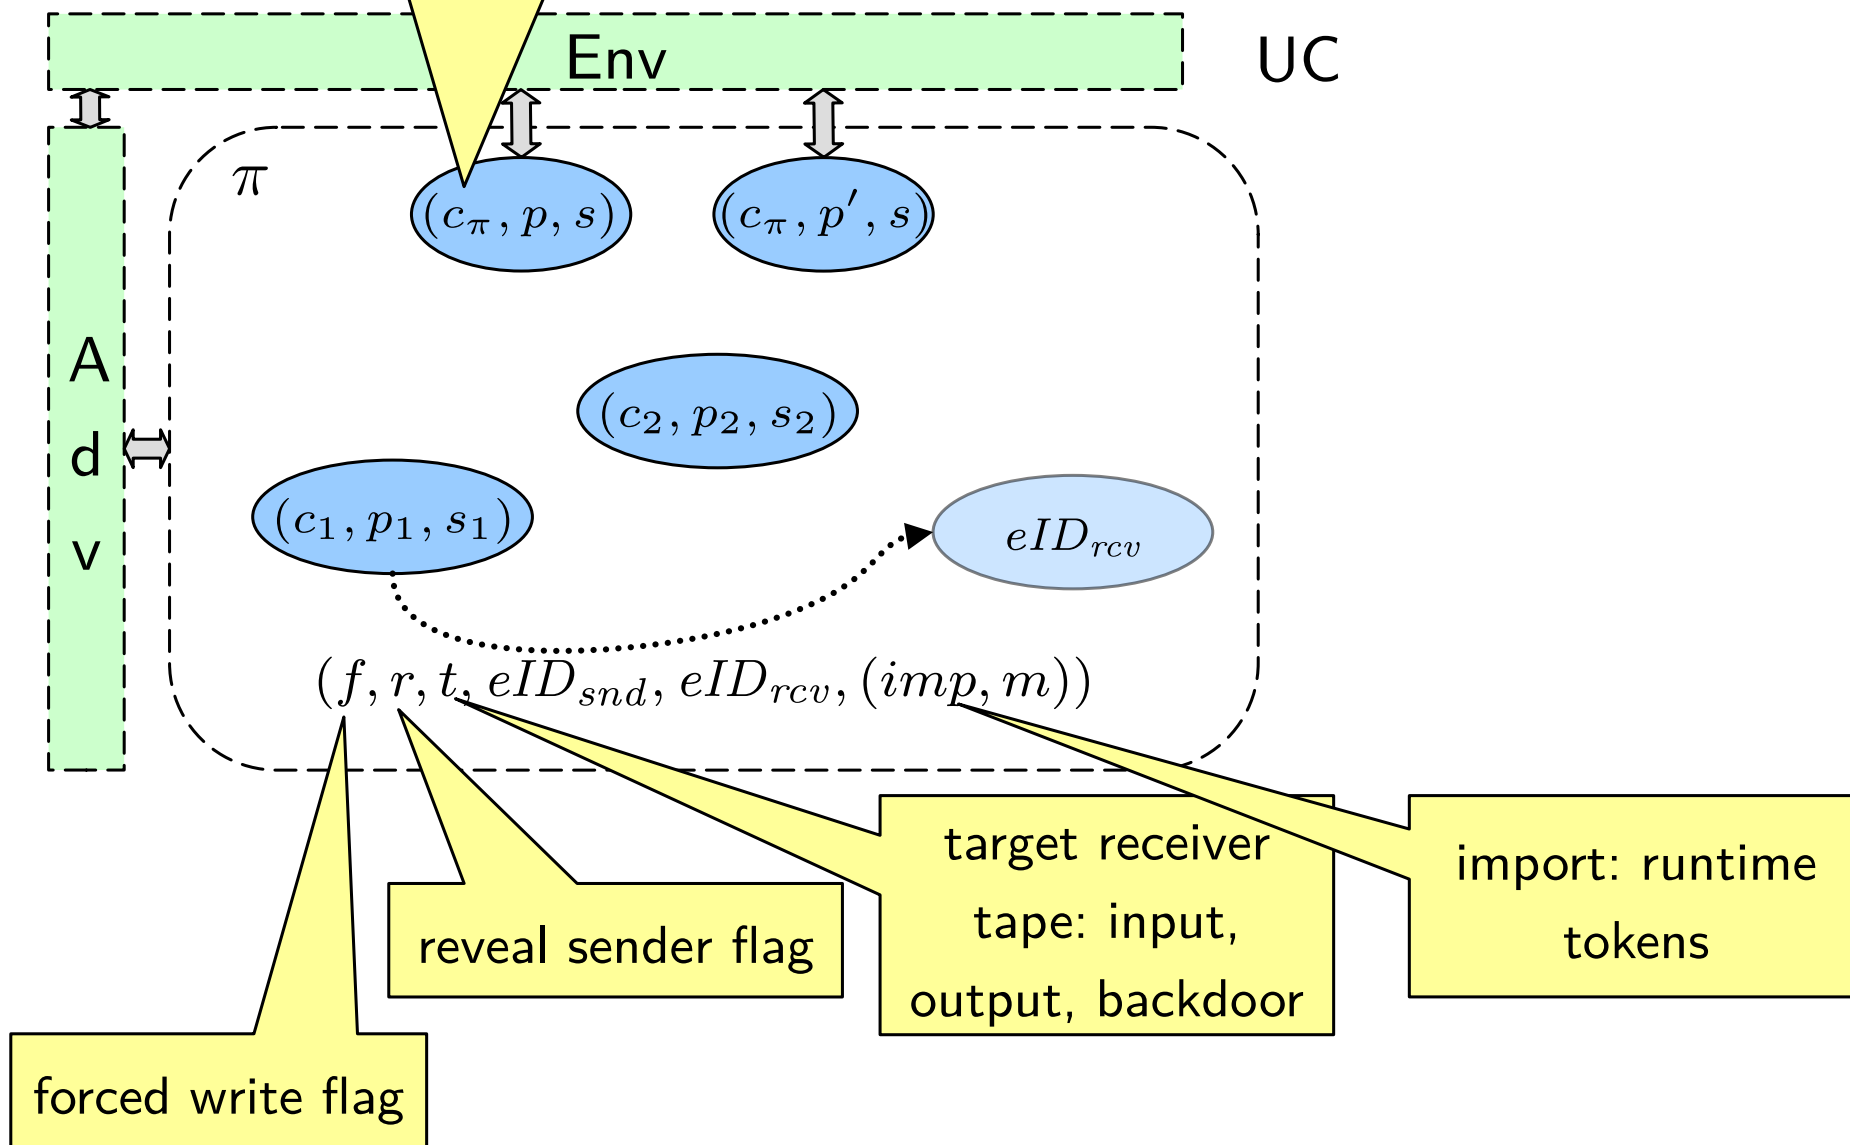 Env
UC
π
(c_π, p, s)
(c_π, p′, s)
A
d
v
(c_2, p_2, s_2)
(c_1, p_1, s_1)
eID_rcv
(f, r, t, eID_snd, eID_rcv, (imp, m))
target receiver
tape: input,
output, backdoor
import: runtime
tokens
reveal sender flag
forced write flag